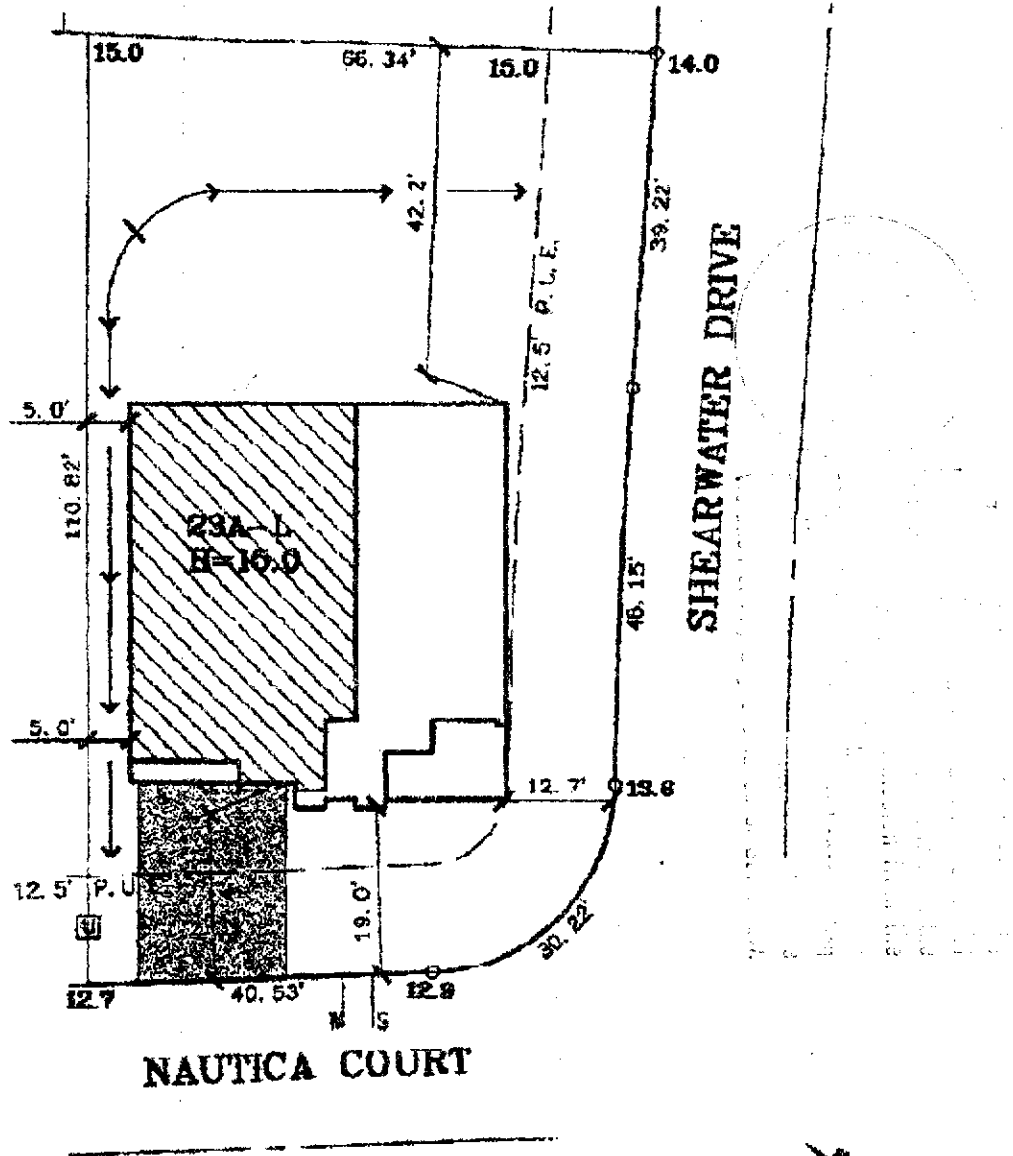 15.0
66.34'
15.0
14.0
42.2'
39.22'
12.5' P.U.E.
SHEARWATER DRIVE
5.0'
110.82'
23A-L
H=16.0
46.15'
5.0'
12.7'
13.8
12.5' P.U
19.0'
30.22'
U
12.7
40.53'
12.9
W
S
NAUTICA COURT